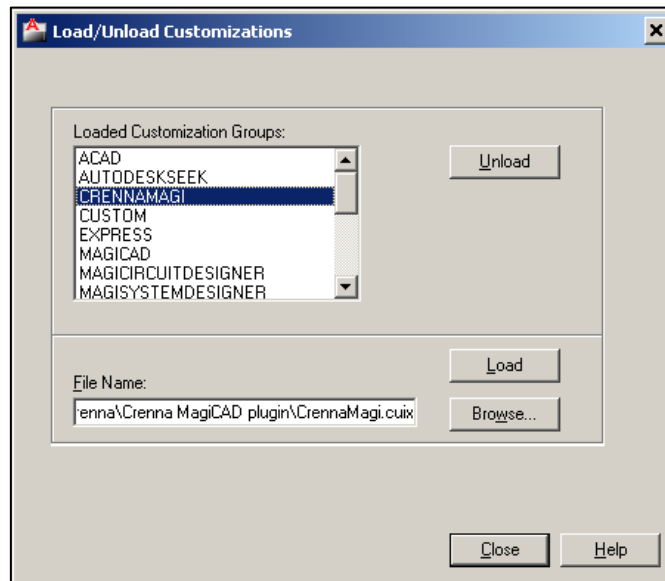 Load/Unload Customizations
Loaded Customization Groups:
ACAD
AUTODESKSEEK
CRENNAMAGI
CUSTOM
EXPRESS
MAGICAD
MAGICIRCUITDESIGNER
MAGISYSTEMDESIGNER
Unload
Load
File Name:
renna\Crenna MagiCAD plugin\CrennaMagi.cuix
Browse...
Close
Help